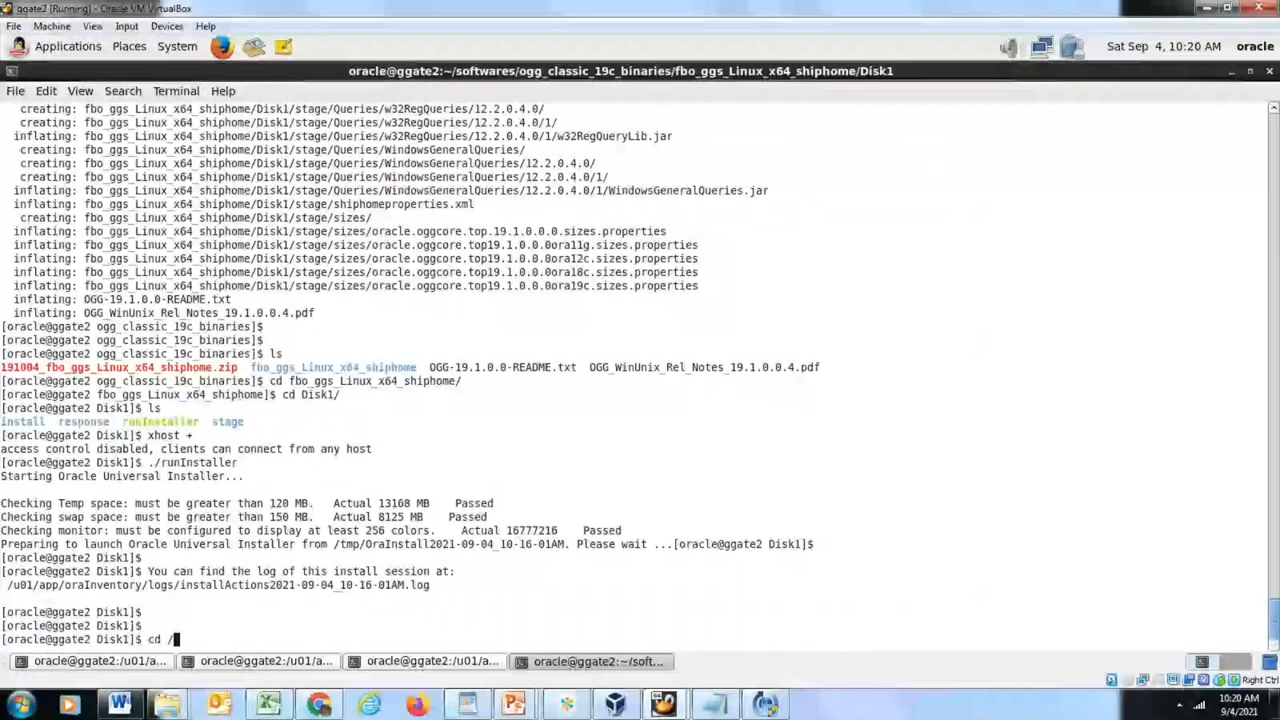 ggate2 [Running] - Oracle VM VirtualBox
File Machine View Input Devices Help
Applications Places System Sat Sep 4, 10:20 AM oracle
oracle@ggate2:~/softwares/ogg_classic_19c_binaries/fbo_ggs_Linux_x64_shiphome/Disk1
File Edit View Search Terminal Help
creating: fbo_ggs_Linux_x64_shiphome/Disk1/stage/Queries/w32RegQueries/12.2.0.4.0/
creating: fbo_ggs_Linux_x64_shiphome/Disk1/stage/Queries/w32RegQueries/12.2.0.4.0/1/
inflating: fbo_ggs_Linux_x64_shiphome/Disk1/stage/Queries/w32RegQueries/12.2.0.4.0/1/w32RegQueryLib.jar
creating: fbo_ggs_Linux_x64_shiphome/Disk1/stage/Queries/WindowsGeneralQueries/
creating: fbo_ggs_Linux_x64_shiphome/Disk1/stage/Queries/WindowsGeneralQueries/12.2.0.4.0/
creating: fbo_ggs_Linux_x64_shiphome/Disk1/stage/Queries/WindowsGeneralQueries/12.2.0.4.0/1/
inflating: fbo_ggs_Linux_x64_shiphome/Disk1/stage/Queries/WindowsGeneralQueries/12.2.0.4.0/1/WindowsGeneralQueries.jar
inflating: fbo_ggs_Linux_x64_shiphome/Disk1/stage/shiphomeproperties.xml
creating: fbo_ggs_Linux_x64_shiphome/Disk1/stage/sizes/
inflating: fbo_ggs_Linux_x64_shiphome/Disk1/stage/sizes/oracle.oggcore.top.19.1.0.0.0.sizes.properties
inflating: fbo_ggs_Linux_x64_shiphome/Disk1/stage/sizes/oracle.oggcore.top19.1.0.0.0ora11g.sizes.properties
inflating: fbo_ggs_Linux_x64_shiphome/Disk1/stage/sizes/oracle.oggcore.top19.1.0.0.0ora12c.sizes.properties
inflating: fbo_ggs_Linux_x64_shiphome/Disk1/stage/sizes/oracle.oggcore.top19.1.0.0.0ora18c.sizes.properties
inflating: fbo_ggs_Linux_x64_shiphome/Disk1/stage/sizes/oracle.oggcore.top19.1.0.0.0ora19c.sizes.properties
inflating: OGG-19.1.0.0-README.txt
inflating: OGG_WinUnix_Rel_Notes_19.1.0.0.4.pdf
[oracle@ggate2 ogg_classic_19c_binaries]$
[oracle@ggate2 ogg_classic_19c_binaries]$
[oracle@ggate2 ogg_classic_19c_binaries]$ ls
191004_fbo_ggs_Linux_x64_shiphome.zip fbo_ggs_Linux_x64_shiphome OGG-19.1.0.0-README.txt OGG_WinUnix_Rel_Notes_19.1.0.0.4.pdf
[oracle@ggate2 ogg_classic_19c_binaries]$ cd fbo_ggs_Linux_x64_shiphome/
[oracle@ggate2 fbo_ggs_Linux_x64_shiphome]$ cd Disk1/
[oracle@ggate2 Disk1]$ ls
install response runInstaller stage
[oracle@ggate2 Disk1]$ xhost +
access control disabled, clients can connect from any host
[oracle@ggate2 Disk1]$ ./runInstaller
Starting Oracle Universal Installer...
Checking Temp space: must be greater than 120 MB. Actual 13168 MB Passed
Checking swap space: must be greater than 150 MB. Actual 8125 MB Passed
Checking monitor: must be configured to display at least 256 colors. Actual 16777216 Passed
Preparing to launch Oracle Universal Installer from /tmp/OraInstall2021-09-04_10-16-01AM. Please wait ...[oracle@ggate2 Disk1]$
[oracle@ggate2 Disk1]$
[oracle@ggate2 Disk1]$ You can find the log of this install session at:
/u01/app/oraInventory/logs/installActions2021-09-04_10-16-01AM.log
[oracle@ggate2 Disk1]$
[oracle@ggate2 Disk1]$
[oracle@ggate2 Disk1]$ cd /
oracle@ggate2:/u01/a... oracle@ggate2:/u01/a... oracle@ggate2:/u01/a... oracle@ggate2:~/soft...
Right Ctrl
10:20 AM
9/4/2021